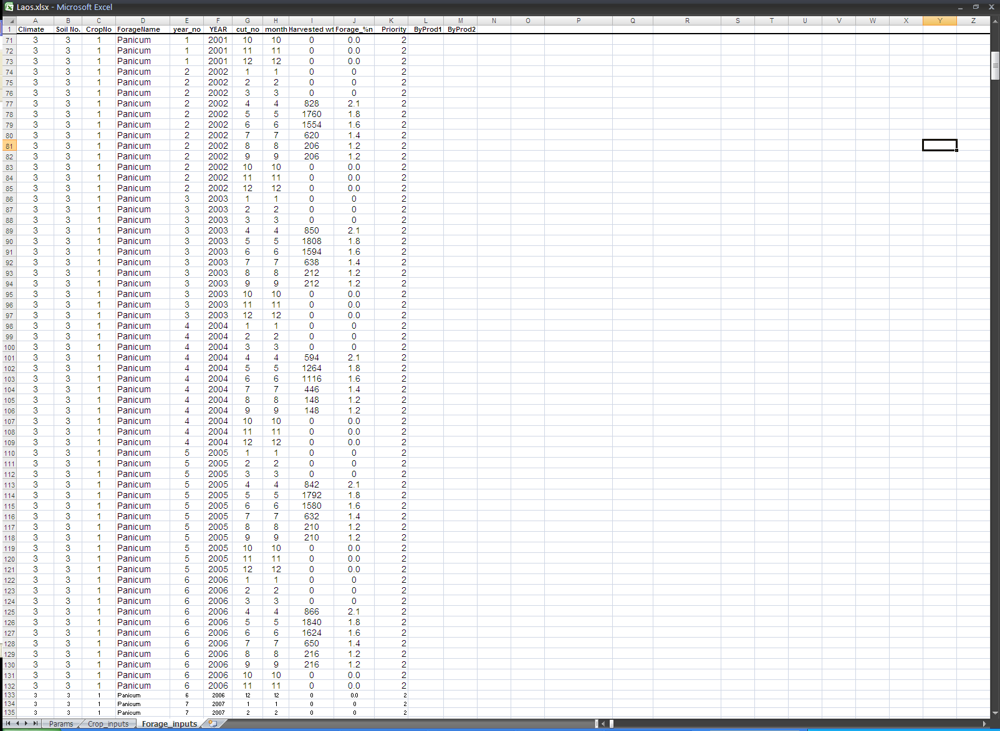 Laos.xlsx - Microsoft Excel
A B C D E F G H I J K L M N O P Q R S T U V W X Y Z
1 Climate Soil No. CropNo ForageName year_no YEAR cut_no month Harvested wt Forage_%n Priority ByProd1 ByProd2
71 3 3 1 Panicum 1 2001 10 10 0 0.0 2
72 3 3 1 Panicum 1 2001 11 11 0 0.0 2
73 3 3 1 Panicum 1 2001 12 12 0 0.0 2
74 3 3 1 Panicum 2 2002 1 1 0 0 2
75 3 3 1 Panicum 2 2002 2 2 0 0 2
76 3 3 1 Panicum 2 2002 3 3 0 0 2
77 3 3 1 Panicum 2 2002 4 4 828 2.1 2
78 3 3 1 Panicum 2 2002 5 5 1760 1.8 2
79 3 3 1 Panicum 2 2002 6 6 1554 1.6 2
80 3 3 1 Panicum 2 2002 7 7 620 1.4 2
81 3 3 1 Panicum 2 2002 8 8 206 1.2 2
82 3 3 1 Panicum 2 2002 9 9 206 1.2 2
83 3 3 1 Panicum 2 2002 10 10 0 0.0 2
84 3 3 1 Panicum 2 2002 11 11 0 0.0 2
85 3 3 1 Panicum 2 2002 12 12 0 0.0 2
86 3 3 1 Panicum 3 2003 1 1 0 0 2
87 3 3 1 Panicum 3 2003 2 2 0 0 2
88 3 3 1 Panicum 3 2003 3 3 0 0 2
89 3 3 1 Panicum 3 2003 4 4 850 2.1 2
90 3 3 1 Panicum 3 2003 5 5 1808 1.8 2
91 3 3 1 Panicum 3 2003 6 6 1594 1.6 2
92 3 3 1 Panicum 3 2003 7 7 638 1.4 2
93 3 3 1 Panicum 3 2003 8 8 212 1.2 2
94 3 3 1 Panicum 3 2003 9 9 212 1.2 2
95 3 3 1 Panicum 3 2003 10 10 0 0.0 2
96 3 3 1 Panicum 3 2003 11 11 0 0.0 2
97 3 3 1 Panicum 3 2003 12 12 0 0.0 2
98 3 3 1 Panicum 4 2004 1 1 0 0 2
99 3 3 1 Panicum 4 2004 2 2 0 0 2
100 3 3 1 Panicum 4 2004 3 3 0 0 2
101 3 3 1 Panicum 4 2004 4 4 594 2.1 2
102 3 3 1 Panicum 4 2004 5 5 1264 1.8 2
103 3 3 1 Panicum 4 2004 6 6 1116 1.6 2
104 3 3 1 Panicum 4 2004 7 7 446 1.4 2
105 3 3 1 Panicum 4 2004 8 8 148 1.2 2
106 3 3 1 Panicum 4 2004 9 9 148 1.2 2
107 3 3 1 Panicum 4 2004 10 10 0 0.0 2
108 3 3 1 Panicum 4 2004 11 11 0 0.0 2
109 3 3 1 Panicum 4 2004 12 12 0 0.0 2
110 3 3 1 Panicum 5 2005 1 1 0 0 2
111 3 3 1 Panicum 5 2005 2 2 0 0 2
112 3 3 1 Panicum 5 2005 3 3 0 0 2
113 3 3 1 Panicum 5 2005 4 4 842 2.1 2
114 3 3 1 Panicum 5 2005 5 5 1792 1.8 2
115 3 3 1 Panicum 5 2005 6 6 1580 1.6 2
116 3 3 1 Panicum 5 2005 7 7 632 1.4 2
117 3 3 1 Panicum 5 2005 8 8 210 1.2 2
118 3 3 1 Panicum 5 2005 9 9 210 1.2 2
119 3 3 1 Panicum 5 2005 10 10 0 0.0 2
120 3 3 1 Panicum 5 2005 11 11 0 0.0 2
121 3 3 1 Panicum 5 2005 12 12 0 0.0 2
122 3 3 1 Panicum 6 2006 1 1 0 0 2
123 3 3 1 Panicum 6 2006 2 2 0 0 2
124 3 3 1 Panicum 6 2006 3 3 0 0 2
125 3 3 1 Panicum 6 2006 4 4 866 2.1 2
126 3 3 1 Panicum 6 2006 5 5 1840 1.8 2
127 3 3 1 Panicum 6 2006 6 6 1624 1.6 2
128 3 3 1 Panicum 6 2006 7 7 650 1.4 2
129 3 3 1 Panicum 6 2006 8 8 216 1.2 2
130 3 3 1 Panicum 6 2006 9 9 216 1.2 2
131 3 3 1 Panicum 6 2006 10 10 0 0.0 2
132 3 3 1 Panicum 6 2006 11 11 0 0.0 2
133 3 3 1 Panicum 6 2006 12 12 0 0.0 2
134 3 3 1 Panicum 7 2007 1 1 0 0 2
135 3 3 1 Panicum 7 2007 2 2 0 0 2
Params Crop_inputs Forage_inputs